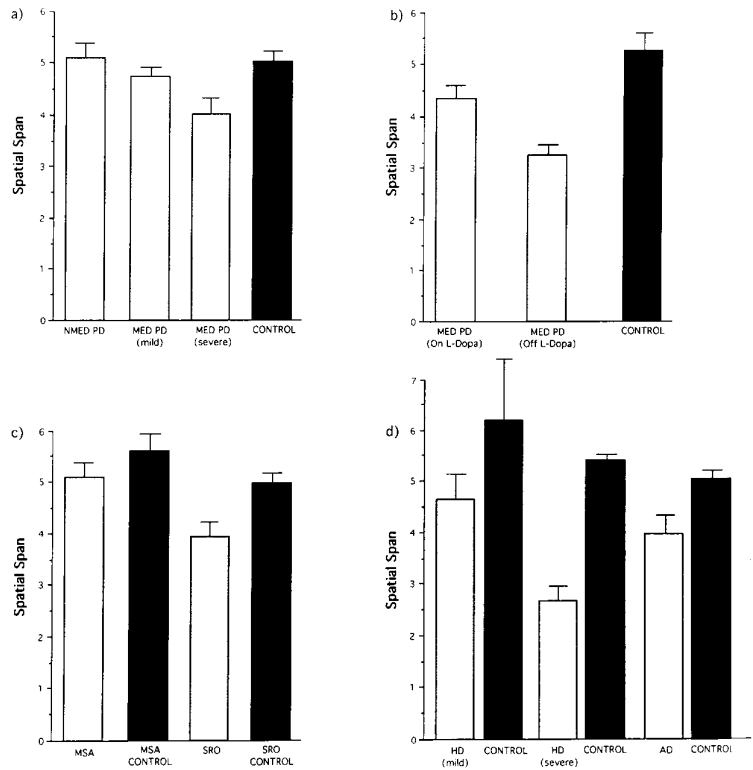 a)
6
5
4
3
2
1
0
Spatial Span
NMED PD MED PD MED PD CONTROL
(mild) (severe)
b)
6
5
4
3
2
1
0
Spatial Span
MED PD MED PD CONTROL
(On L-Dopa) (Off L-Dopa)
c)
6
5
4
3
2
1
0
Spatial Span
MSA MSA SRO SRO
CONTROL CONTROL
d)
7
6
5
4
3
2
1
0
Spatial Span
HD CONTROL HD CONTROL AD CONTROL
(mild) (severe)